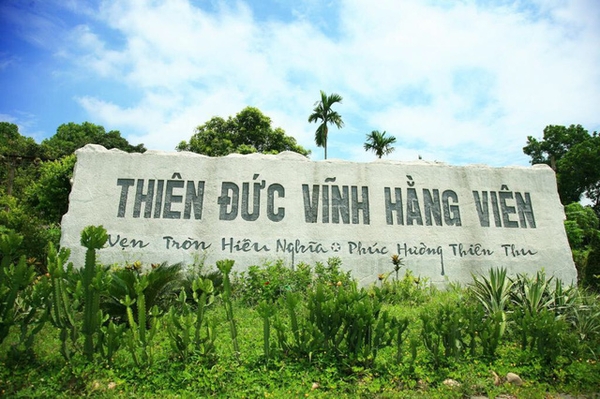 THIÊN ĐỨC VĨNH HẰNG VIÊN
Vẹn Tròn Hiếu Nghĩa Phúc Hưởng Thiên Thu